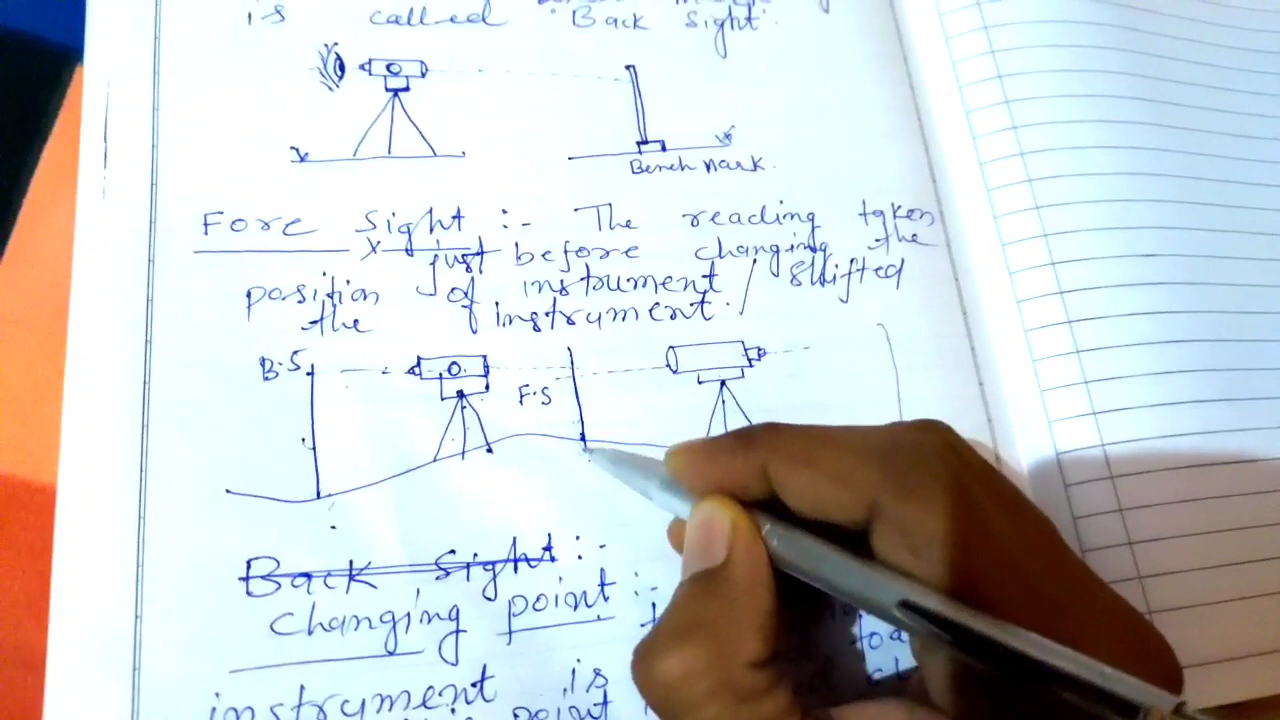 is called "Back Sight".
Bench Mark.
Fore Sight :- The reading taken
just before changing the
position of instrument / shifted
the instrument.
B.S
F.S
Back Sight :-
Changing point :-
instrument is
point